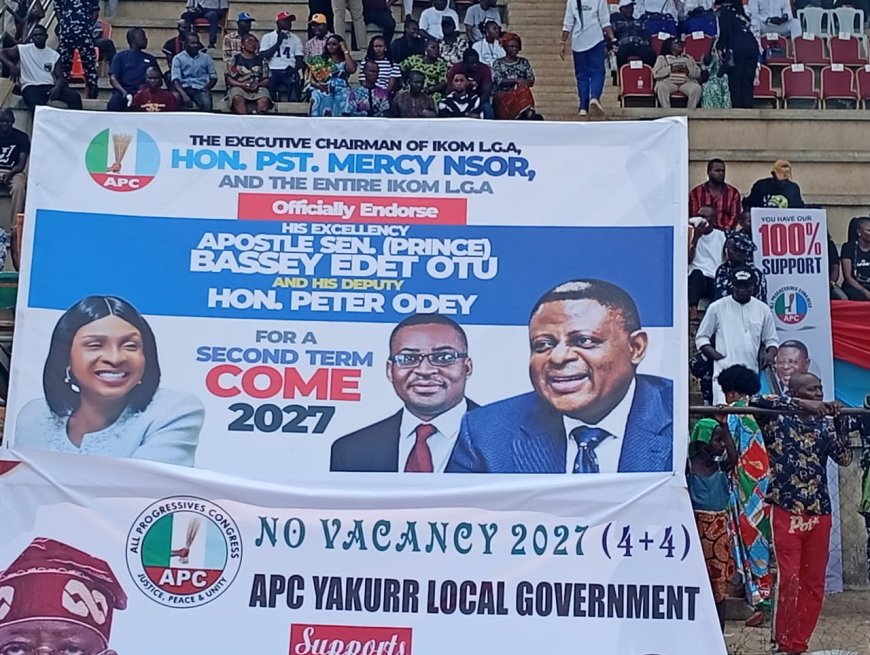 THE EXECUTIVE CHAIRMAN OF IKOM L.G.A,
HON. PST. MERCY NSOR,
AND THE ENTIRE IKOM L.G.A
Officially Endorse
HIS EXCELLENCY
APOSTLE SEN. (PRINCE)
BASSEY EDET OTU
AND HIS DEPUTY
HON. PETER ODEY
FOR A
SECOND TERM
COME
2027
APC
YOU HAVE OUR
100%
SUPPORT
APC
ALL PROGRESSIVES CONGRESS
APC
JUSTICE, PEACE & UNITY
NO VACANCY 2027 (4+4)
APC YAKURR LOCAL GOVERNMENT
Supports